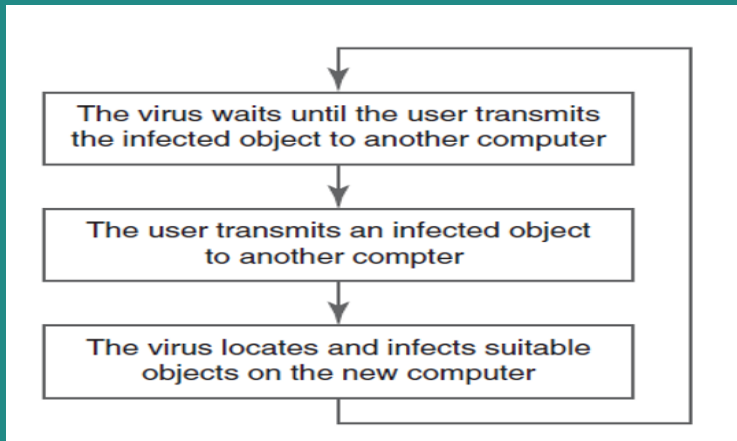 The virus waits until the user transmits
the infected object to another computer
The user transmits an infected object
to another compter
The virus locates and infects suitable
objects on the new computer